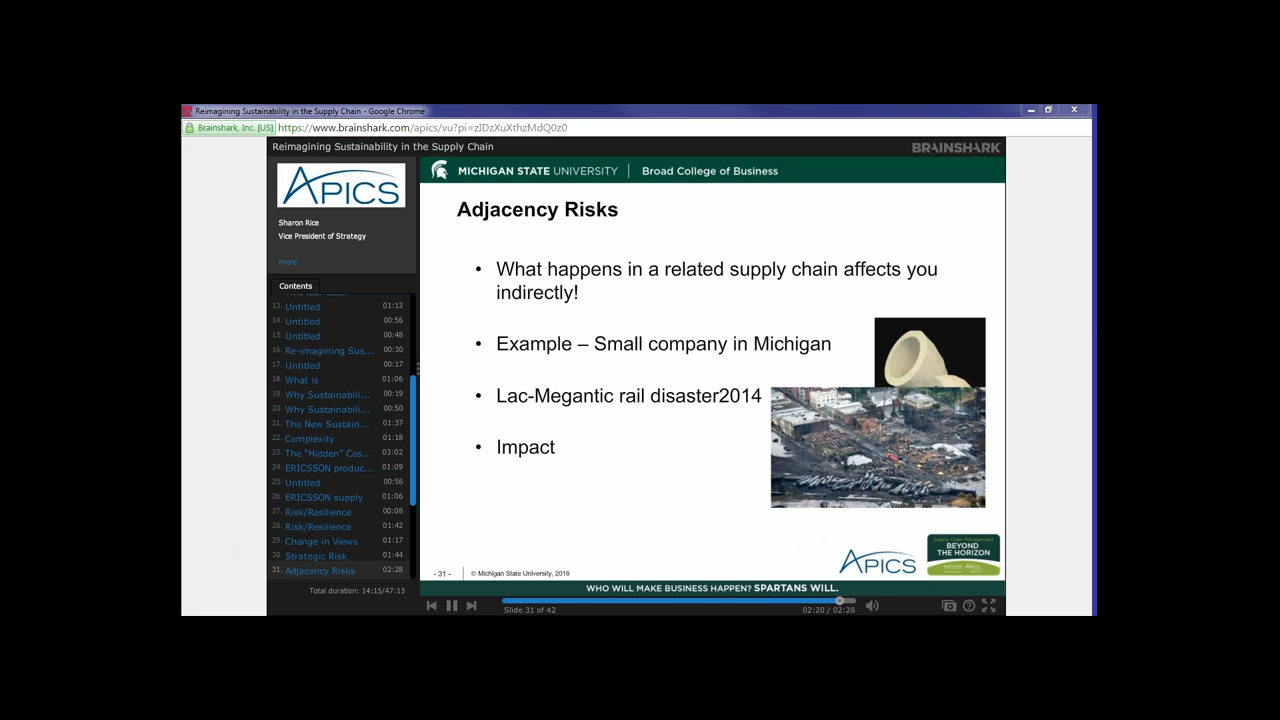 Reimagining Sustainability in the Supply Chain - Google Chrome
Brainshark, Inc. [US] https://www.brainshark.com/apics/vu?pi=zIDzXuXthzMdQ0z0
Reimagining Sustainability in the Supply Chain
BRAINSHARK
APICS
Sharon Rice
Vice President of Strategy
more
Contents
13. Untitled 01:13
14. Untitled 00:56
15. Untitled 00:48
16. Re-imagining Sus... 00:30
17. Untitled 00:17
18. What is 01:06
19. Why Sustainabili... 00:19
20. Why Sustainabili... 00:50
21. The New Sustain... 01:37
22. Complexity 01:18
23. The "Hidden" Cos... 03:02
24. ERICSSON produc... 01:09
25. Untitled 00:56
26. ERICSSON supply 01:06
27. Risk/Resilience 00:08
28. Risk/Resilience 01:42
29. Change in Views 01:17
30. Strategic Risk 01:44
31. Adjacency Risks 02:28
Total duration: 14:15/47:13
MICHIGAN STATE UNIVERSITY | Broad College of Business
Adjacency Risks
• What happens in a related supply chain affects you
indirectly!
• Example – Small company in Michigan
• Lac-Megantic rail disaster2014
• Impact
APICS
Supply Chain Management
BEYOND
THE HORIZON
- 31 - © Michigan State University, 2016
WHO WILL MAKE BUSINESS HAPPEN? SPARTANS WILL.
Slide 31 of 42
02:20 / 02:28